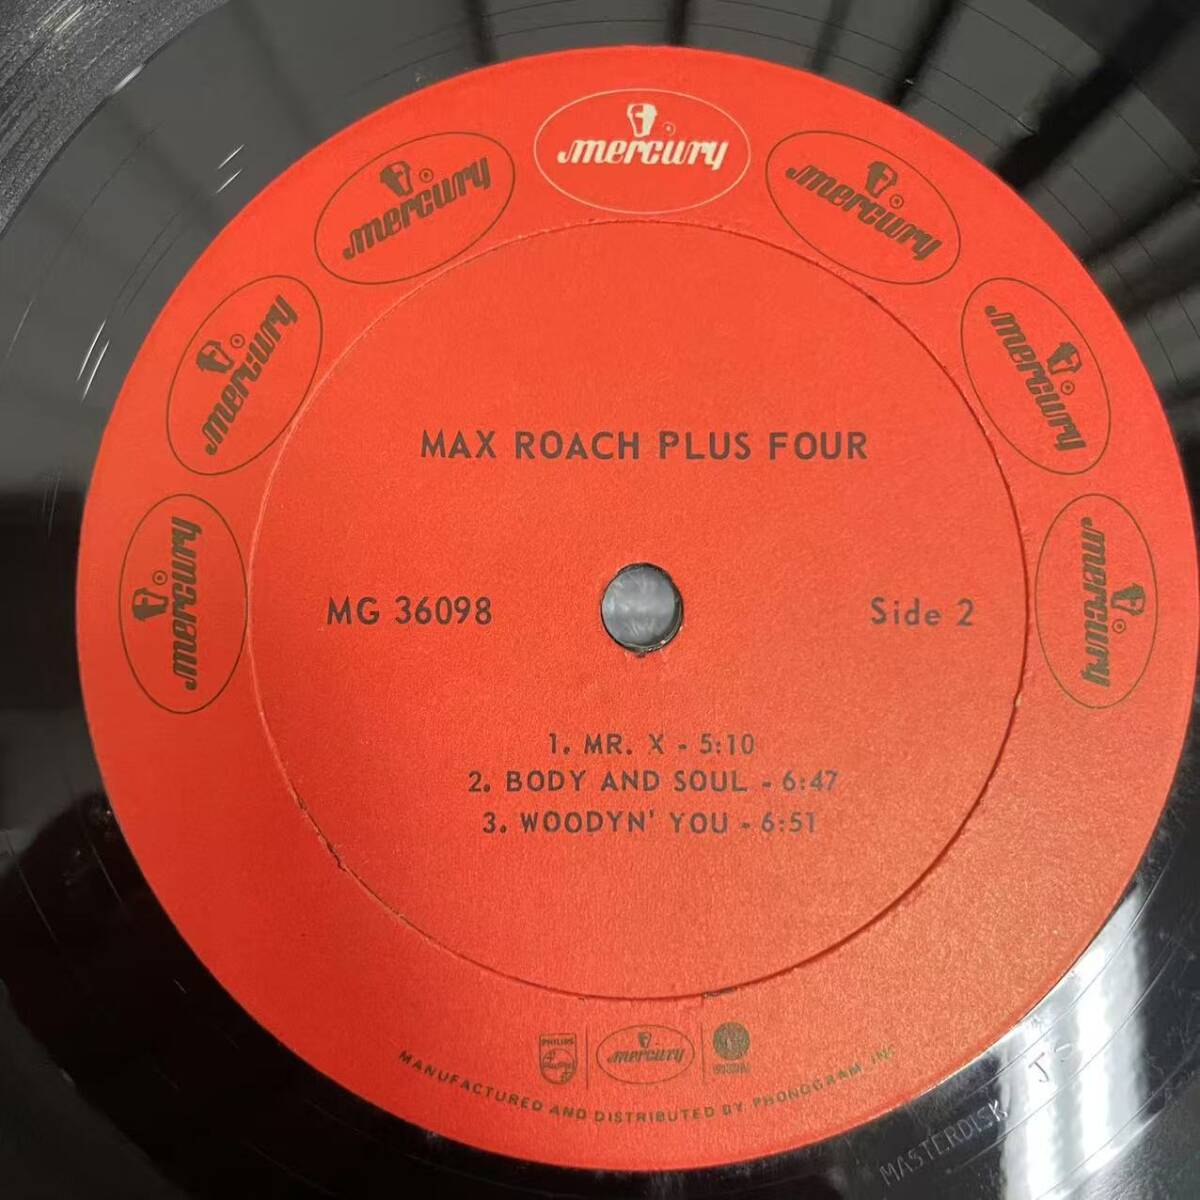 mercury
mercury
mercury
mercury
mercury
mercury
mercury
MAX ROACH PLUS FOUR
MG 36098
Side 2
1. MR. X - 5:10
2. BODY AND SOUL - 6:47
3. WOODYN' YOU - 6:51
PHILIPS
mercury
MANUFACTURED AND DISTRIBUTED BY PHONOGRAM, INC.
MASTERDISK